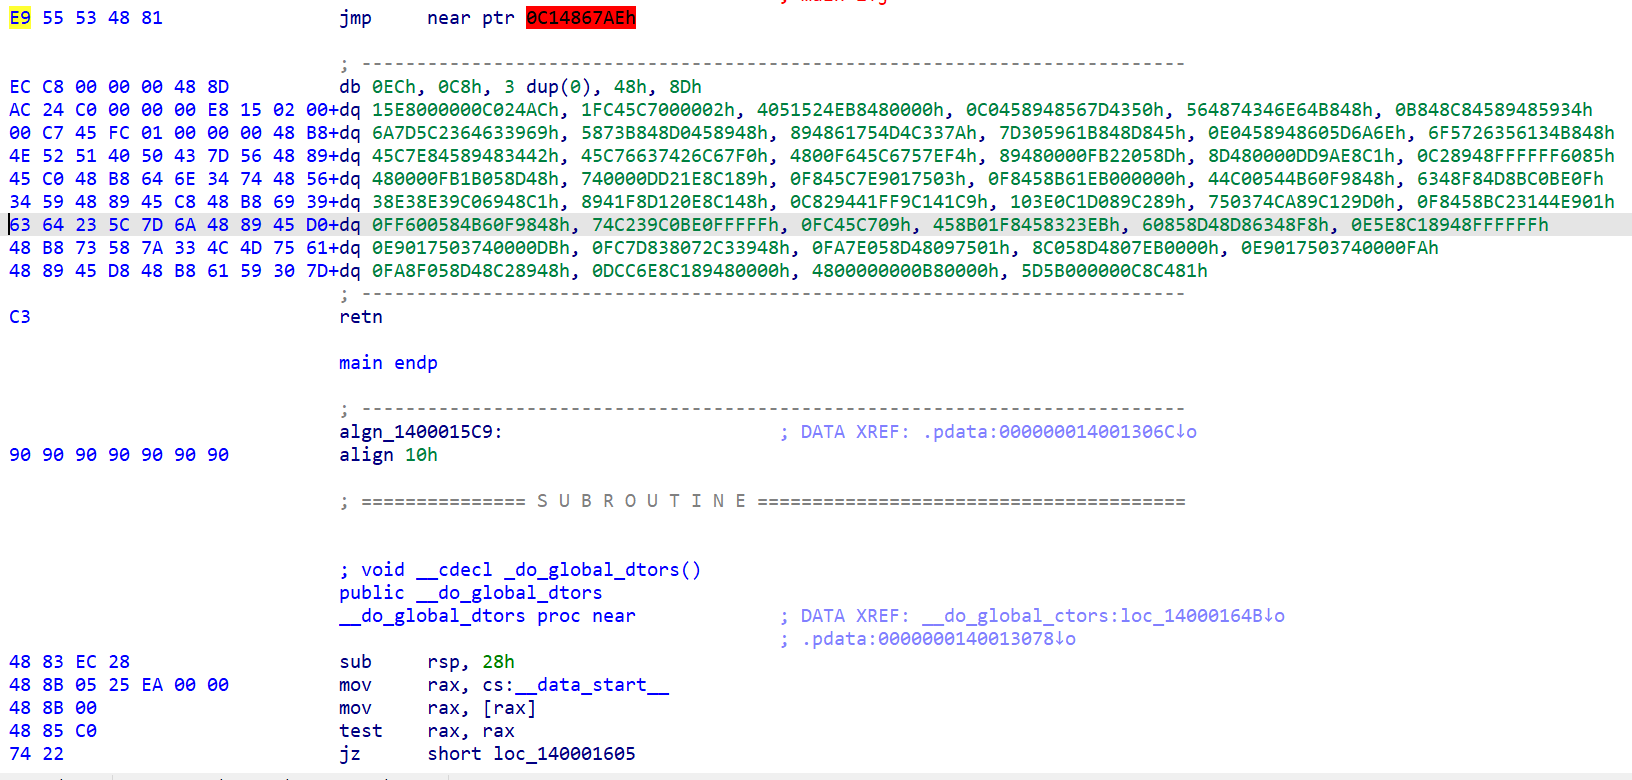 E9 55 53 48 81 jmp near ptr 0C14867AEh
; ---------------------------------------------------------------------------
EC C8 00 00 00 48 8D db 0ECh, 0C8h, 3 dup(0), 48h, 8Dh
AC 24 C0 00 00 00 E8 15 02 00+dq 15E8000000C024ACh, 1FC45C7000002h, 4051524EB8480000h, 0C0458948567D4350h, 564874346E64B848h, 0B848C84589485934h
00 C7 45 FC 01 00 00 00 48 B8+dq 6A7D5C2364633969h, 5873B848D0458948h, 894861754D4C337Ah, 7D305961B848D845h, 0E0458948605D6A6Eh, 6F5726356134B848h
4E 52 51 40 50 43 7D 56 48 89+dq 45C7E84589483442h, 45C76637426C67F0h, 4800F645C6757EF4h, 89480000FB22058Dh, 8D480000DD9AE8C1h, 0C28948FFFFFF6085h
45 C0 48 B8 64 6E 34 74 48 56+dq 480000FB1B058D48h, 740000DD21E8C189h, 0F845C7E9017503h, 0F8458B61EB000000h, 44C00544B60F9848h, 6348F84D8BC0BE0Fh
34 59 48 89 45 C8 48 B8 69 39+dq 38E38E39C06948C1h, 8941F8D120E8C148h, 0C829441FF9C141C9h, 103E0C1D089C289h, 750374CA89C129D0h, 0F8458BC23144E901h
63 64 23 5C 7D 6A 48 89 45 D0+dq 0FF600584B60F9848h, 74C239C0BE0FFFFFh, 0FC45C709h, 458B01F8458323EBh, 60858D48D86348F8h, 0E5E8C18948FFFFFFh
48 B8 73 58 7A 33 4C 4D 75 61+dq 0E9017503740000DBh, 0FC7D838072C33948h, 0FA7E058D48097501h, 8C058D4807EB0000h, 0E9017503740000FAh
48 89 45 D8 48 B8 61 59 30 7D+dq 0FA8F058D48C28948h, 0DCC6E8C189480000h, 4800000000B80000h, 5D5B000000C8C481h
; ---------------------------------------------------------------------------
C3 retn
main endp
; ---------------------------------------------------------------------------
algn_1400015C9: ; DATA XREF: .pdata:000000014001306C↓o
90 90 90 90 90 90 90 align 10h
; =============== S U B R O U T I N E =======================================
; void __cdecl _do_global_dtors()
public __do_global_dtors
__do_global_dtors proc near ; DATA XREF: __do_global_ctors:loc_14000164B↓o
; .pdata:0000000140013078↓o
48 83 EC 28 sub rsp, 28h
48 8B 05 25 EA 00 00 mov rax, cs:__data_start__
48 8B 00 mov rax, [rax]
48 85 C0 test rax, rax
74 22 jz short loc_140001605